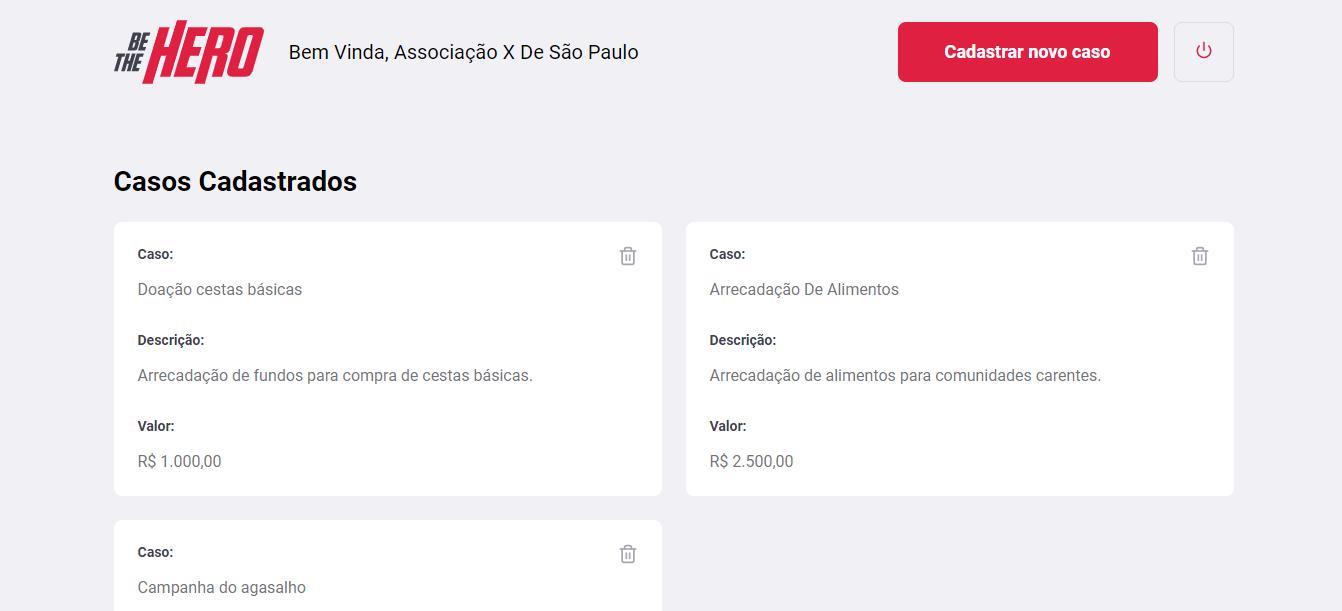 BE THE HERO
Bem Vinda, Associação X De São Paulo
Cadastrar novo caso
Casos Cadastrados
Caso:
Doação cestas básicas
Descrição:
Arrecadação de fundos para compra de cestas básicas.
Valor:
R$ 1.000,00
Caso:
Arrecadação De Alimentos
Descrição:
Arrecadação de alimentos para comunidades carentes.
Valor:
R$ 2.500,00
Caso:
Campanha do agasalho